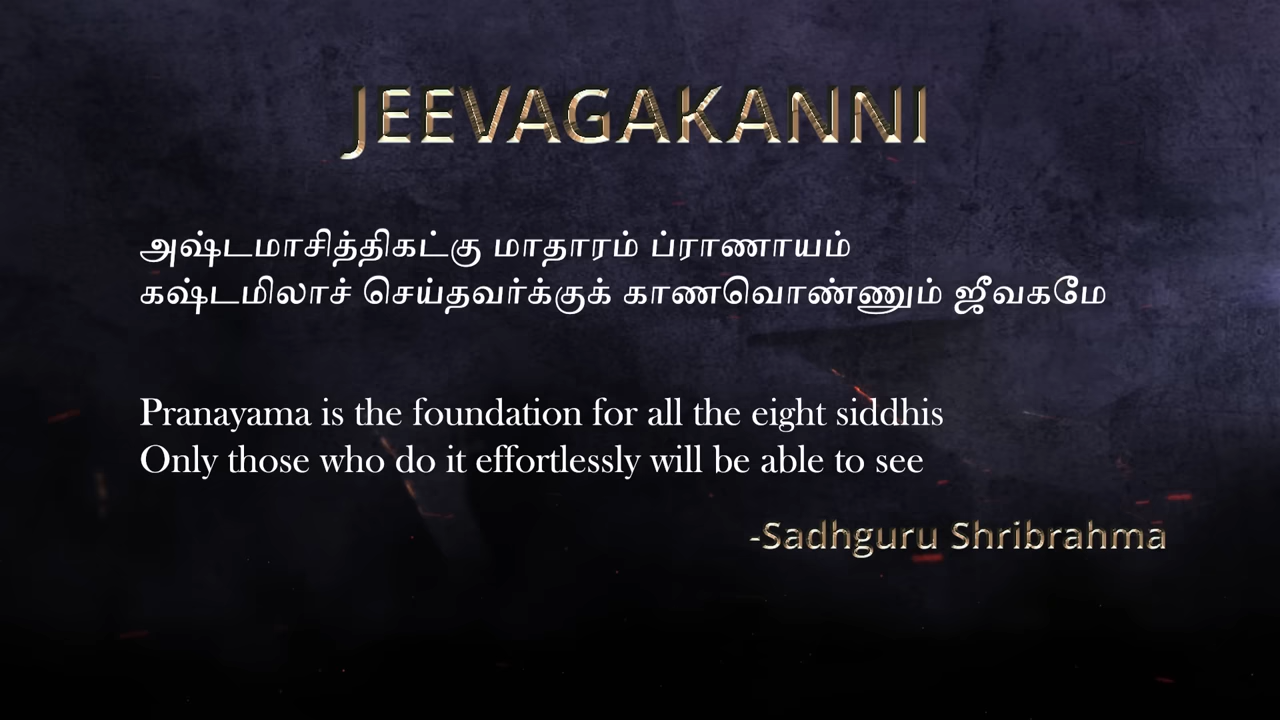 JEEVAGAKANNI
அஷ்டமாசித்திகட்கு மாதாரம் ப்ராணாயம்
கஷ்டமிலாச் செய்தவர்க்குக் காணவொண்ணும் ஜீவகமே
Pranayama is the foundation for all the eight siddhis
Only those who do it effortlessly will be able to see
-Sadhguru Shribrahma